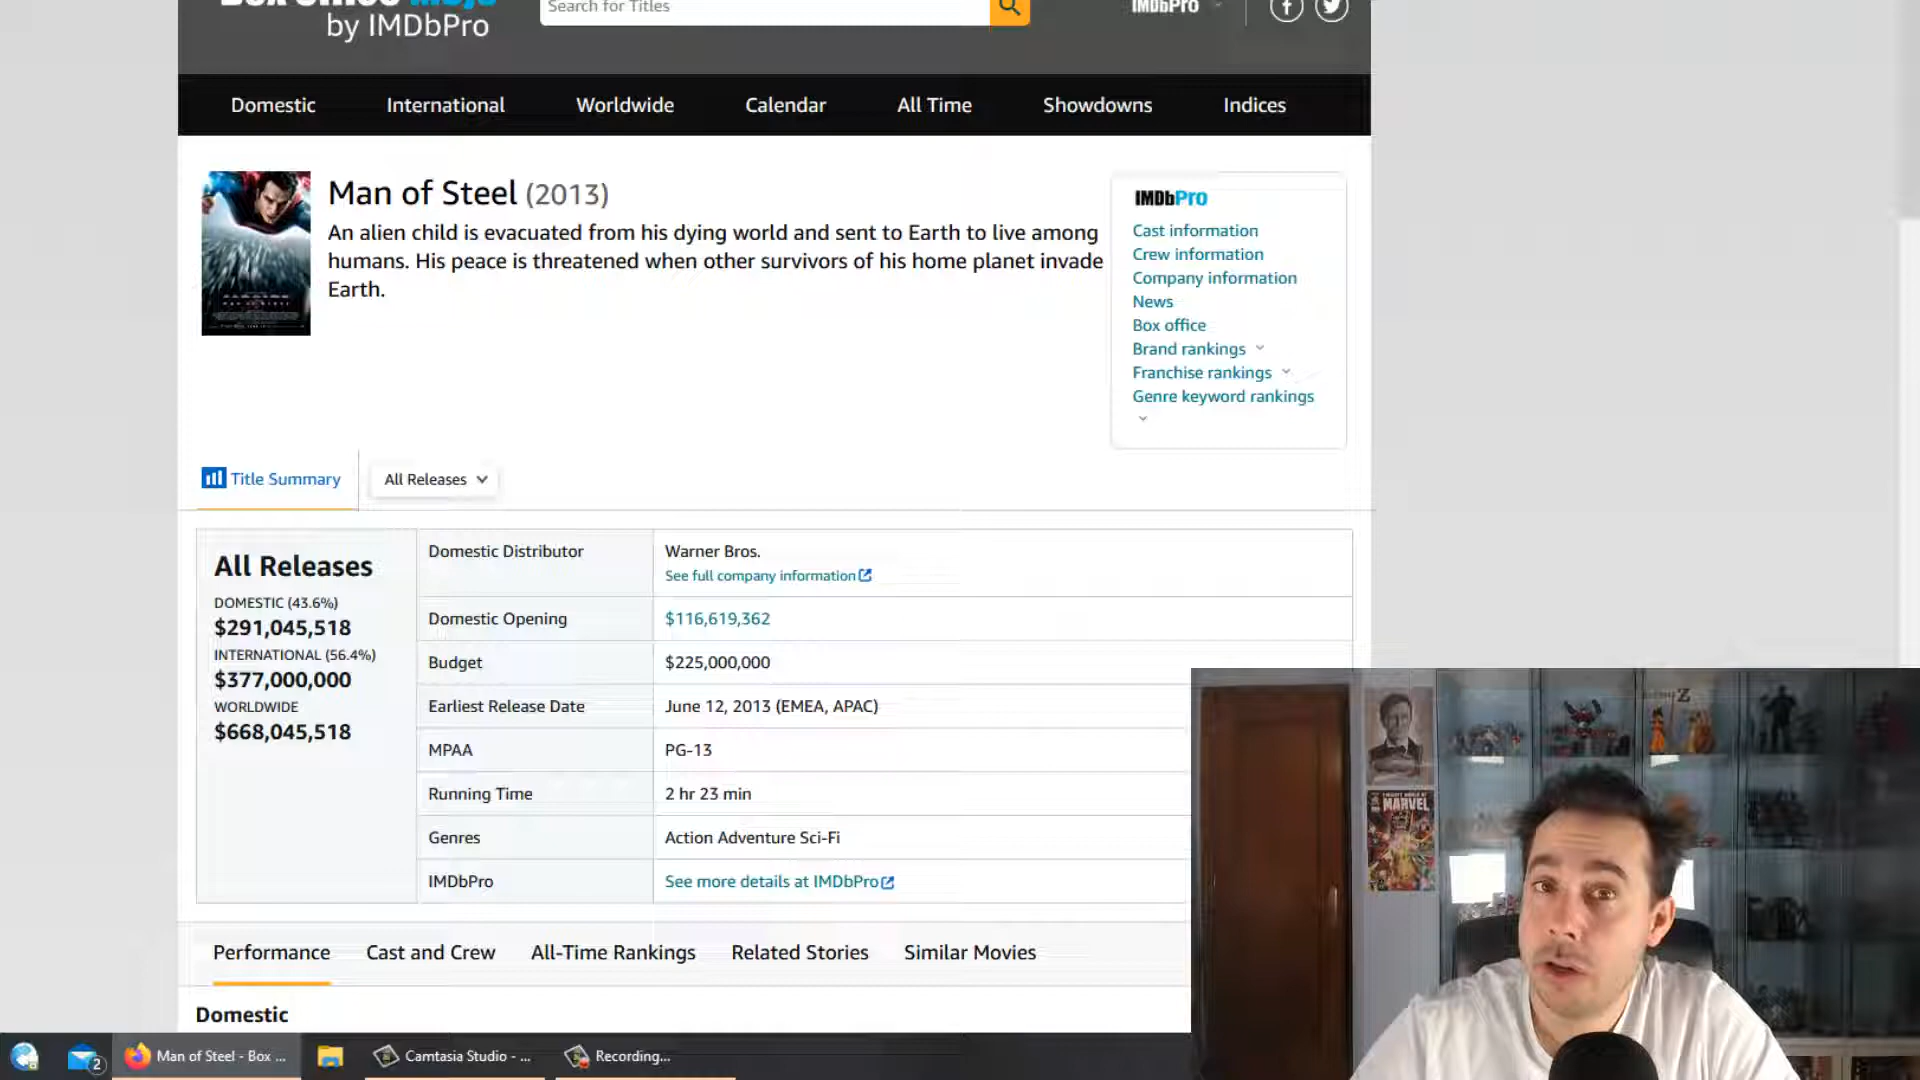 by IMDbPro
Search for Titles
IMDbPro
Domestic International Worldwide Calendar All Time Showdowns Indices
Man of Steel (2013)
An alien child is evacuated from his dying world and sent to Earth to live among
humans. His peace is threatened when other survivors of his home planet invade
Earth.
IMDbPro
Cast information
Crew information
Company information
News
Box office
Brand rankings
Franchise rankings
Genre keyword rankings
Title Summary
All Releases
All Releases
DOMESTIC (43.6%)
$291,045,518
INTERNATIONAL (56.4%)
$377,000,000
WORLDWIDE
$668,045,518
Domestic Distributor
Warner Bros.
See full company information
Domestic Opening
$116,619,362
Budget
$225,000,000
Earliest Release Date
June 12, 2013 (EMEA, APAC)
MPAA
PG-13
Running Time
2 hr 23 min
Genres
Action Adventure Sci-Fi
IMDbPro
See more details at IMDbPro
Performance Cast and Crew All-Time Rankings Related Stories Similar Movies
Domestic
MARVEL
Z
2
Man of Steel - Box ...
Camtasia Studio - ...
Recording...